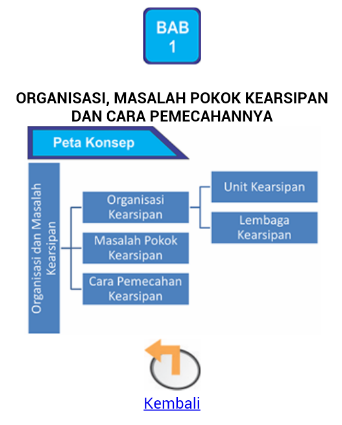 BAB
1
ORGANISASI, MASALAH POKOK KEARSIPAN
DAN CARA PEMECAHANNYA
Peta Konsep
Organisasi dan Masalah
Kearsipan
Organisasi
Kearsipan
Unit Kearsipan
Lembaga
Kearsipan
Masalah Pokok
Kearsipan
Cara Pemecahan
Kearsipan
Kembali